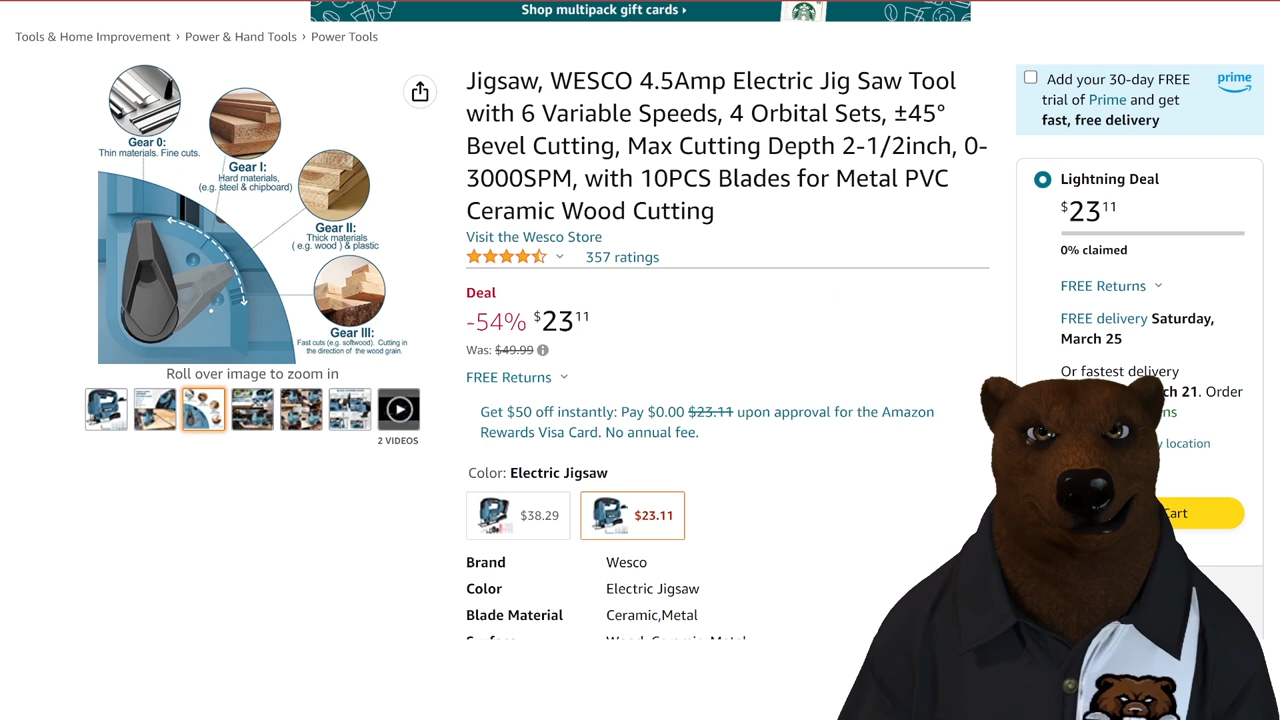 Shop multipack gift cards ▸
Tools & Home Improvement › Power & Hand Tools › Power Tools
Gear 0:
Thin materials. Fine cuts.
Gear I:
Hard materials,
(e.g. steel & chipboard)
Gear II:
Thick materials
( e.g. wood ) & plastic
Gear III:
Fast cuts (e.g. softwood). Cutting in
the direction of the wood grain.
Roll over image to zoom in
2 VIDEOS
Jigsaw, WESCO 4.5Amp Electric Jig Saw Tool
with 6 Variable Speeds, 4 Orbital Sets, ±45°
Bevel Cutting, Max Cutting Depth 2-1/2inch, 0-
3000SPM, with 10PCS Blades for Metal PVC
Ceramic Wood Cutting
Visit the Wesco Store
357 ratings
Deal
-54% $23 11
Was: $49.99
FREE Returns
Get $50 off instantly: Pay $0.00 $23.11 upon approval for the Amazon
Rewards Visa Card. No annual fee.
Color: Electric Jigsaw
$38.29
$23.11
Brand Wesco
Color Electric Jigsaw
Blade Material Ceramic,Metal
Add your 30-day FREE
trial of Prime and get
fast, free delivery
prime
Lightning Deal
$23 11
0% claimed
FREE Returns
FREE delivery Saturday,
March 25
Or fastest delivery
ch 21. Order
ns
location
Cart